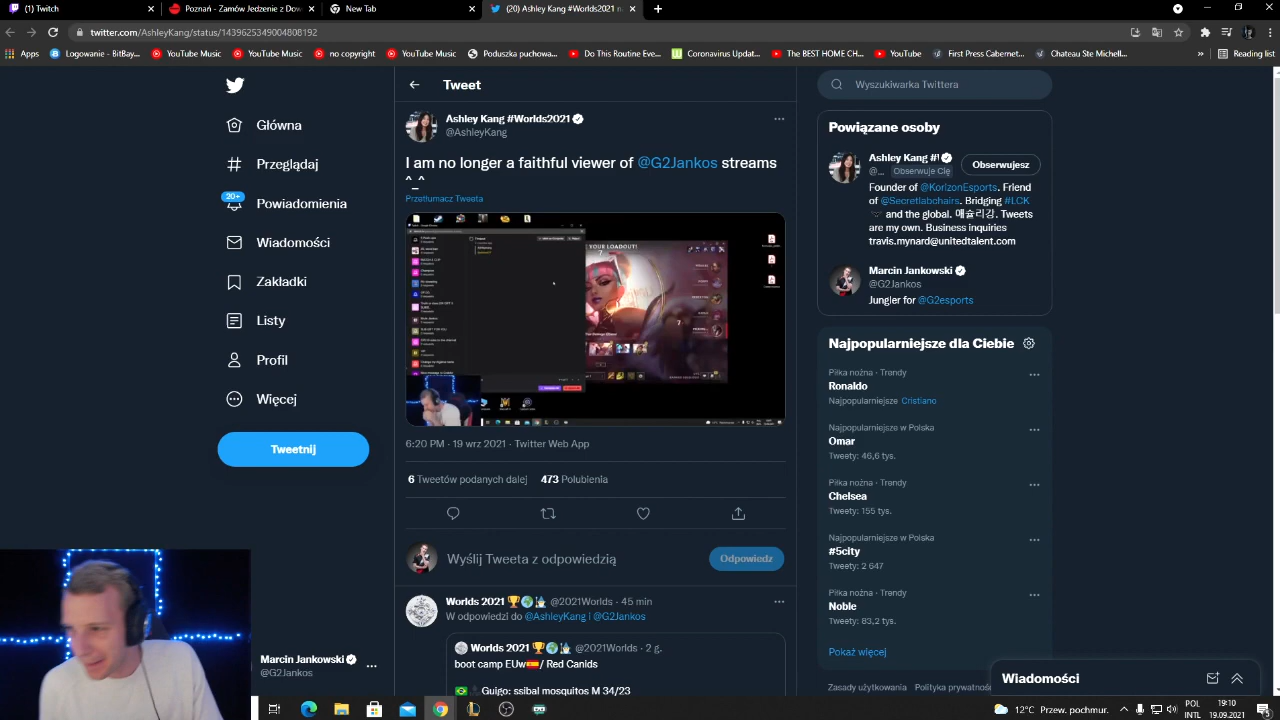 (1) Twitch
Poznań - Zamów Jedzenie z Dow
New Tab
(20) Ashley Kang #Worlds2021 n
twitter.com/AshleyKang/status/1439625349004808192
Apps
Logowanie - BitBay...
YouTube Music
YouTube Music
no copyright
YouTube Music
Poduszka puchowa...
Do This Routine Eve...
Coronavirus Updat...
The BEST HOME CH...
YouTube
First Press Cabernet...
Chateau Ste Michell...
»
Reading list
Główna
Przeglądaj
20+
Powiadomienia
Wiadomości
Zakładki
Listy
Profil
Więcej
Tweetnij
Marcin Jankowski
@G2Jankos
Tweet
Ashley Kang #Worlds2021
@AshleyKang
I am no longer a faithful viewer of @G2Jankos streams
^_^
Przetłumacz Tweeta
YOUR LOADOUT!
6:20 PM · 19 wrz 2021 · Twitter Web App
6 Tweetów podanych dalej 473 Polubienia
Wyślij Tweeta z odpowiedzią
Odpowiedz
Worlds 2021 🏆 @2021Worlds · 45 min
W odpowiedzi do @AshleyKang i @G2Jankos
Worlds 2021 🏆 @2021Worlds · 2 g.
boot camp EUw🇪🇸/ Red Canids
Guigo: ssibal mosquitos M 34/23
Wyszukiwarka Twittera
Powiązane osoby
Ashley Kang #
@... Obserwuje Cię
Obserwujesz
Founder of @KorizonEsports. Friend
of @Secretlabchairs. Bridging #LCK
and the global. 애슐리강. Tweets
are my own. Business inquiries:
travis.mynard@unitedtalent.com
Marcin Jankowski
@G2Jankos
Jungler for @G2esports
Najpopularniejsze dla Ciebie
Piłka nożna · Trendy
Ronaldo
Najpopularniejsze Cristiano
Najpopularniejsze w Polska
Omar
Tweety: 46,6 tys.
Piłka nożna · Trendy
Chelsea
Tweety: 155 tys.
Najpopularniejsze w Polska
#5city
Tweety: 2 647
Piłka nożna · Trendy
Noble
Tweety: 83,2 tys.
Pokaż więcej
Zasady użytkowania Polityka prywatnoś
Wiadomości
12°C Przew. pochmur.
POL
INTL
19:10
19.09.2021